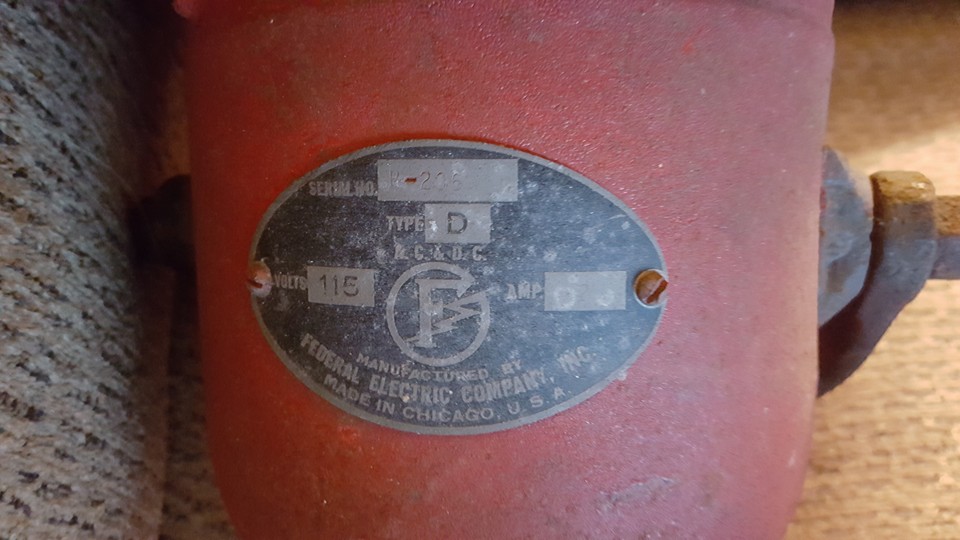 SERIAL NO.
TYPE D
A. C. & D. C.
VOLTS 115 AMP
F
MANUFACTURED BY
FEDERAL ELECTRIC COMPANY, INC.
MADE IN CHICAGO, U. S. A.